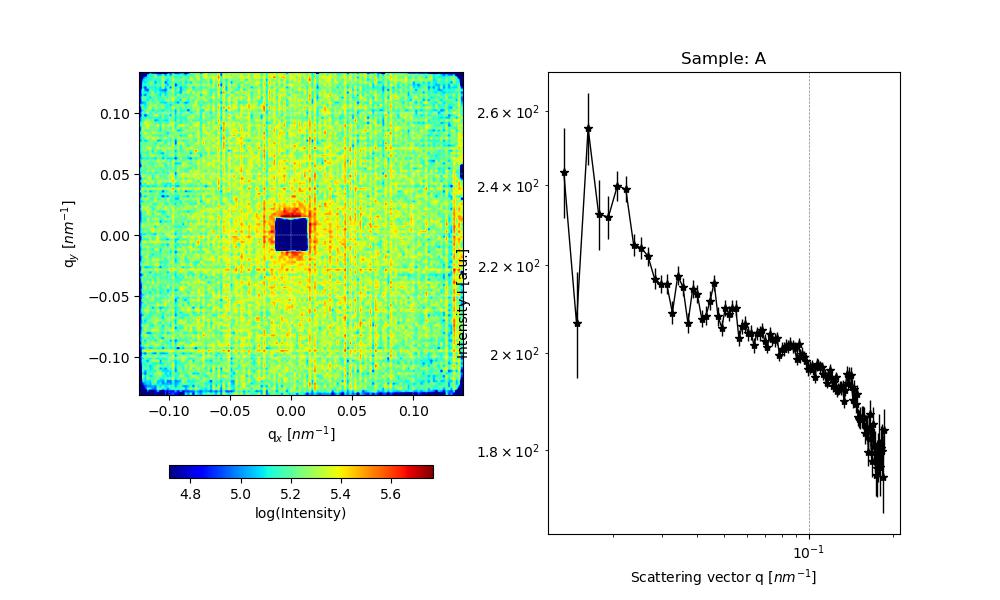 Sample: A
0.10
0.05
0.00
−0.05
−0.10
q_y [nm^−1]
−0.10 −0.05 0.00 0.05 0.10
q_x [nm^−1]
4.8 5.0 5.2 5.4 5.6
log(Intensity)
Intensity I [a.u.]
2.6 × 10^2
2.4 × 10^2
2.2 × 10^2
2 × 10^2
1.8 × 10^2
10^−1
Scattering vector q [nm^−1]